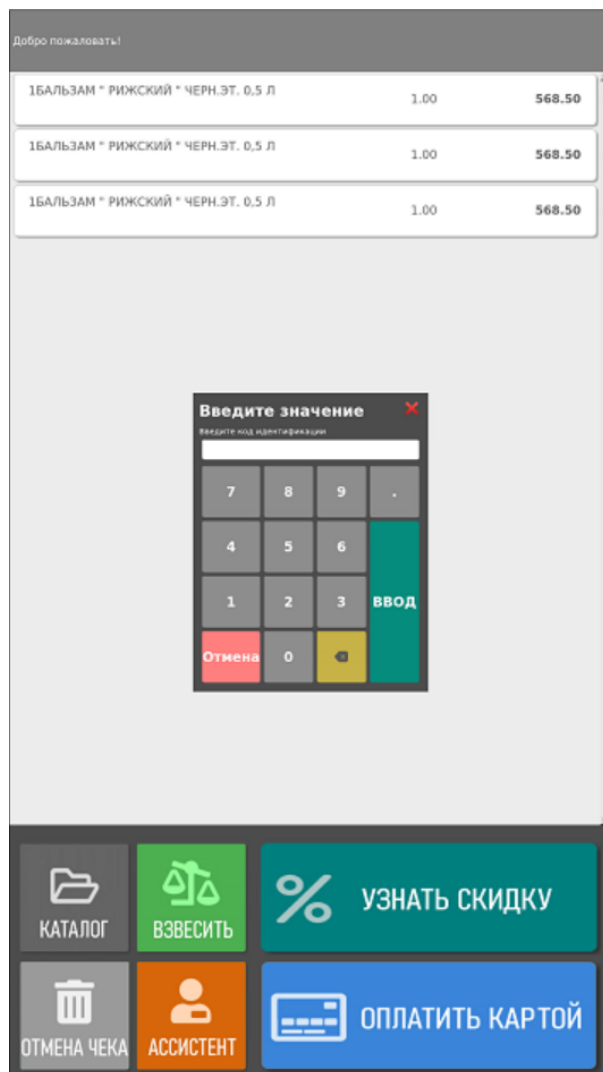 Добро пожаловать!
1БАЛЬЗАМ " РИЖСКИЙ " ЧЕРН.ЭТ. 0,5 Л 1.00 568.50
1БАЛЬЗАМ " РИЖСКИЙ " ЧЕРН.ЭТ. 0,5 Л 1.00 568.50
1БАЛЬЗАМ " РИЖСКИЙ " ЧЕРН.ЭТ. 0,5 Л 1.00 568.50
Введите значение
Введите код идентификации
7 8 9 .
4 5 6
1 2 3 ВВОД
Отмена 0
% УЗНАТЬ СКИДКУ
КАТАЛОГ ВЗВЕСИТЬ
ОПЛАТИТЬ КАРТОЙ
ОТМЕНА ЧЕКА АССИСТЕНТ